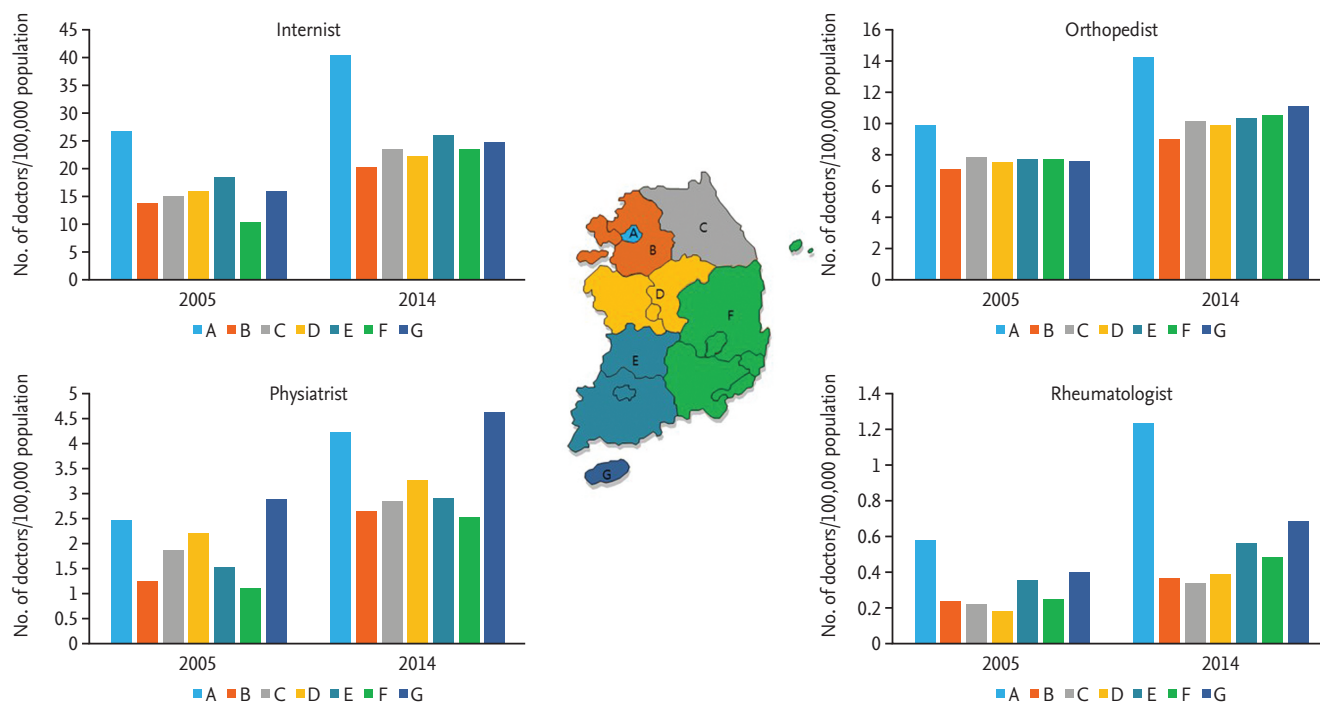 Internist
No. of doctors/100,000 population
45
40
35
30
25
20
15
10
5
0
2005 2014
A B C D E F G
Orthopedist
No. of doctors/100,000 population
16
14
12
10
8
6
4
2
0
2005 2014
A B C D E F G
A
B
C
D
E
F
G
Physiatrist
No. of doctors/100,000 population
5
4.5
4
3.5
3
2.5
2
1.5
1
0.5
0
2005 2014
A B C D E F G
Rheumatologist
No. of doctors/100,000 population
1.4
1.2
1
0.8
0.6
0.4
0.2
0
2005 2014
A B C D E F G